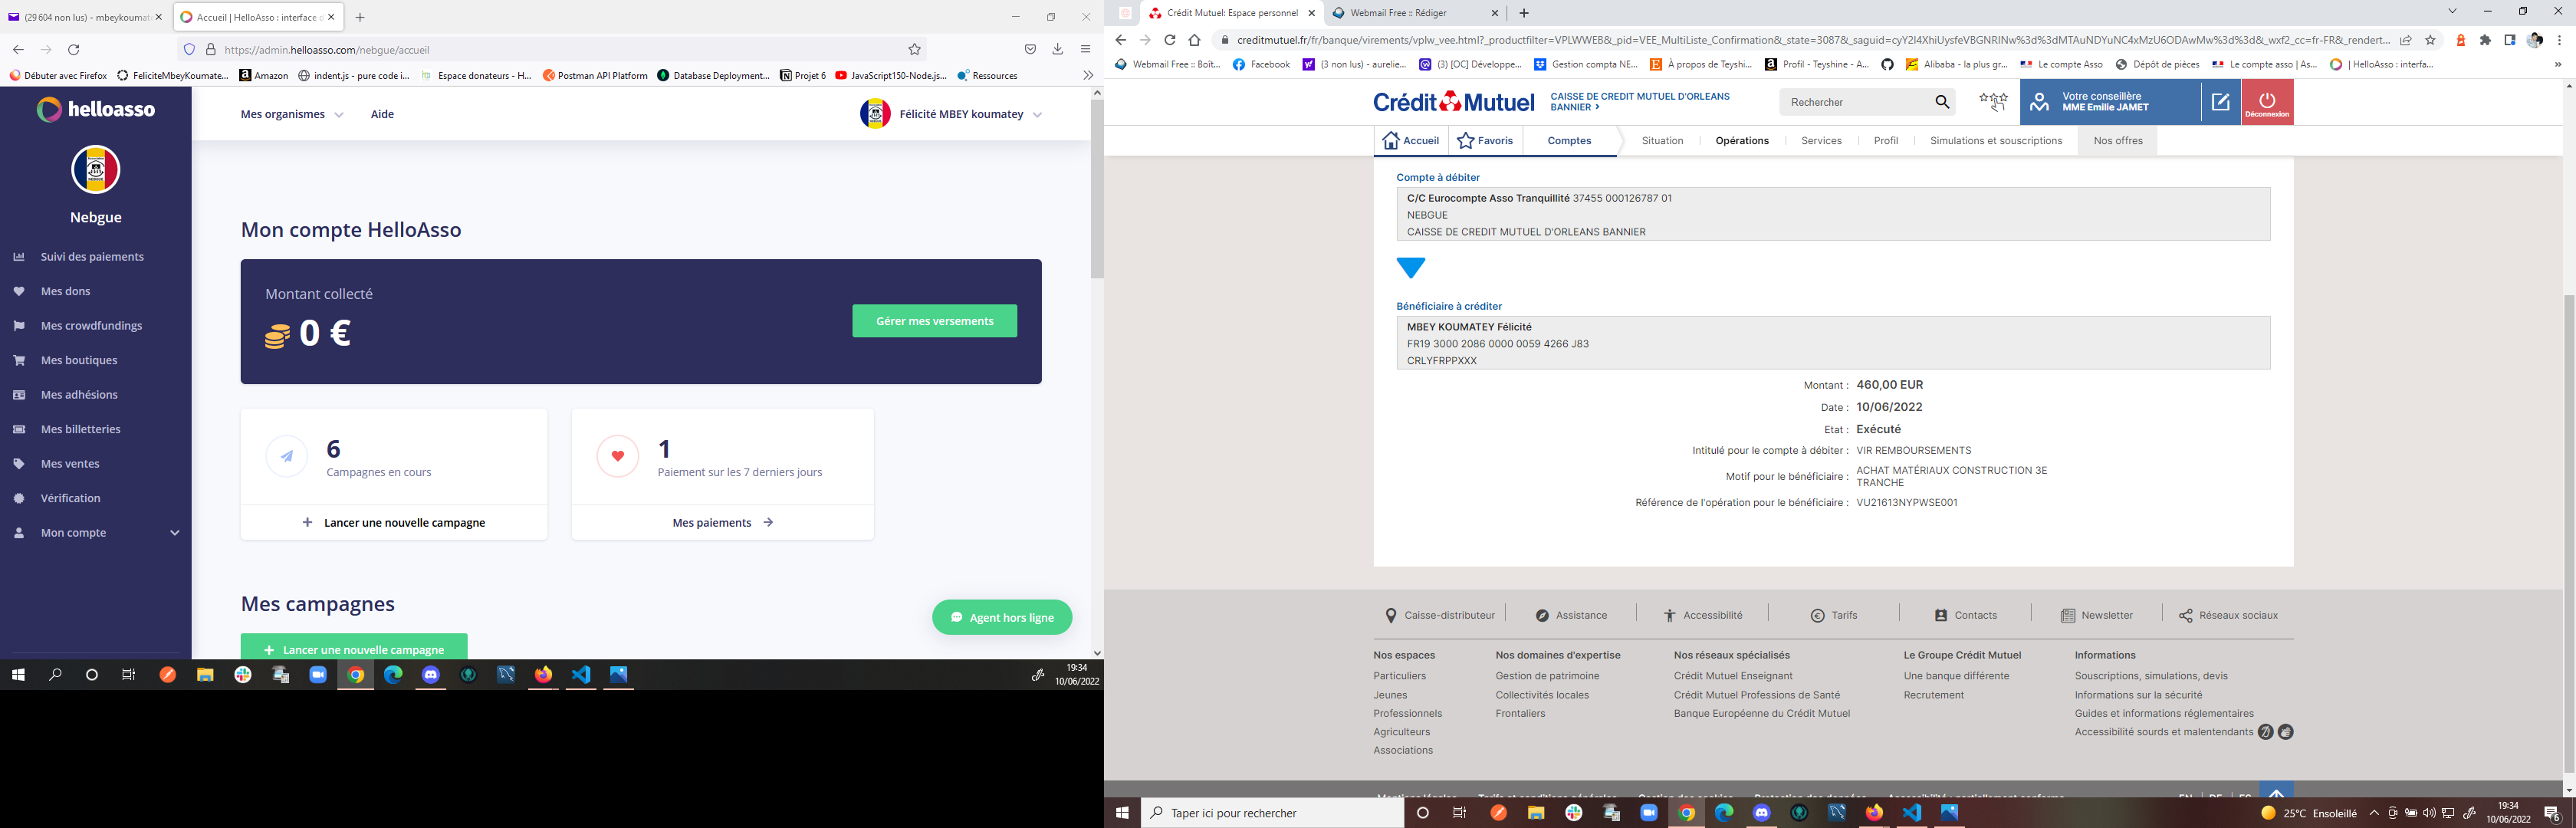 (29 604 non lus) - mbeykoumat
Accueil | HelloAsso : interface d
https://admin.helloasso.com/nebgue/accueil
Débuter avec Firefox
FeliciteMbeyKoumate...
Amazon
indent.js - pure code i...
Espace donateurs - H...
Postman API Platform
Database Deployment...
Projet 6
JavaScript150-Node.js...
Ressources
helloasso
Mes organismes
Aide
Félicité MBEY koumatey
Nebgue
Suivi des paiements
Mes dons
Mes crowdfundings
Mes boutiques
Mes adhésions
Mes billetteries
Mes ventes
Vérification
Mon compte
Mon compte HelloAsso
Montant collecté
0 €
Gérer mes versements
6
Campagnes en cours
+ Lancer une nouvelle campagne
1
Paiement sur les 7 derniers jours
Mes paiements
Mes campagnes
+ Lancer une nouvelle campagne
Agent hors ligne
19:34
10/06/2022
Crédit Mutuel: Espace personnel
Webmail Free :: Rédiger
creditmutuel.fr/fr/banque/virements/vplw_vee.html?_productfilter=VPLWWEB&_pid=VEE_MultiListe_Confirmation&_state=3087&_saguid=cyY2I4XhiUysfeVBGNRINw%3d%3dMTAuNDYuNC4xMzU6ODAwMw%3d%3d&_wxf2_cc=fr-FR&_rendert...
Webmail Free :: Boît...
Facebook
(3 non lus) - aurelie...
(3) [OC] Développe...
Gestion compta NE...
À propos de Teyshi...
Profil - Teyshine - A...
Alibaba - la plus gr...
Le compte Asso
Dépôt de pièces
Le compte asso | As...
| HelloAsso : interfa...
Crédit Mutuel
CAISSE DE CREDIT MUTUEL D'ORLEANS
BANNIER
Rechercher
Votre conseillère
MME Emilie JAMET
Déconnexion
Accueil
Favoris
Comptes
Situation
Opérations
Services
Profil
Simulations et souscriptions
Nos offres
Compte à débiter
C/C Eurocompte Asso Tranquillité 37455 000126787 01
NEBGUE
CAISSE DE CREDIT MUTUEL D'ORLEANS BANNIER
Bénéficiaire à créditer
MBEY KOUMATEY Félicité
FR19 3000 2086 0000 0059 4266 J83
CRLYFRPPXXX
Montant : 460,00 EUR
Date : 10/06/2022
Etat : Exécuté
Intitulé pour le compte à débiter : VIR REMBOURSEMENTS
Motif pour le bénéficiaire : ACHAT MATÉRIAUX CONSTRUCTION 3E
TRANCHE
Référence de l'opération pour le bénéficiaire : VU21613NYPWSE001
Caisse-distributeur
Assistance
Accessibilité
Tarifs
Contacts
Newsletter
Réseaux sociaux
Nos espaces
Particuliers
Jeunes
Professionnels
Agriculteurs
Associations
Nos domaines d'expertise
Gestion de patrimoine
Collectivités locales
Frontaliers
Nos réseaux spécialisés
Crédit Mutuel Enseignant
Crédit Mutuel Professions de Santé
Banque Européenne du Crédit Mutuel
Le Groupe Crédit Mutuel
Une banque différente
Recrutement
Informations
Souscriptions, simulations, devis
Informations sur la sécurité
Guides et informations réglementaires
Accessibilité sourds et malentendants
Taper ici pour rechercher
25°C Ensoleillé
19:34
10/06/2022
6